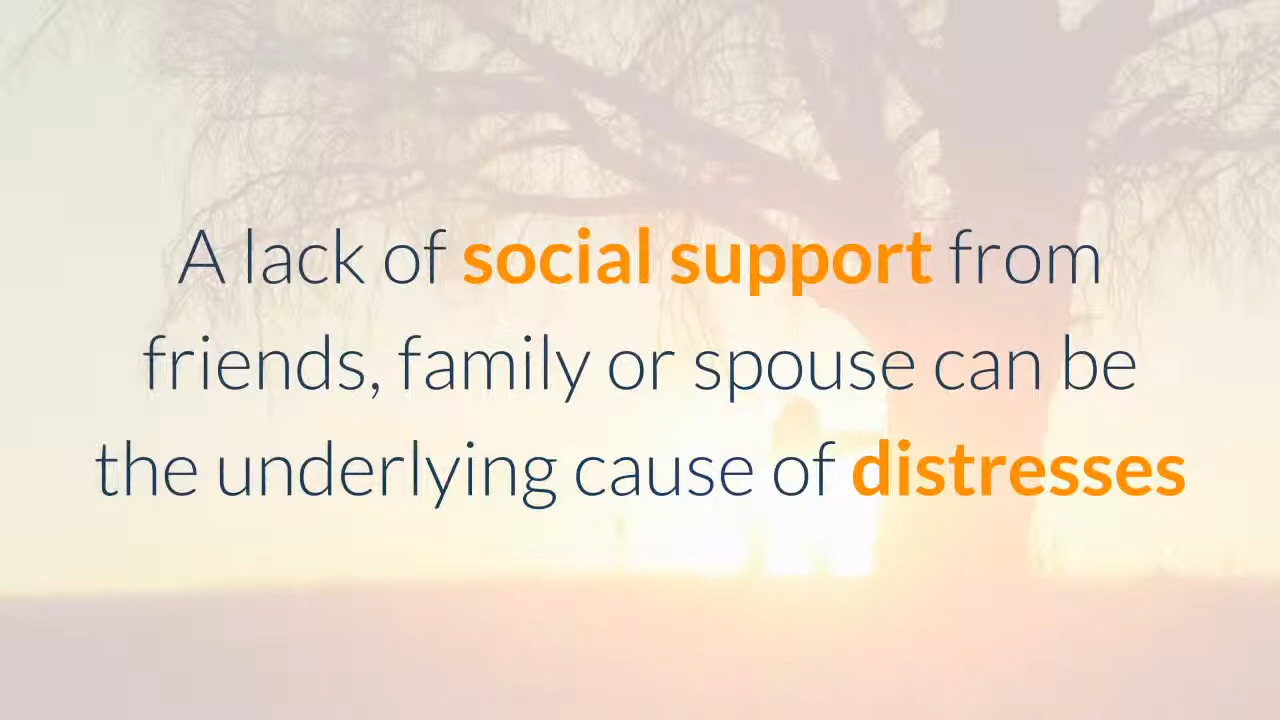 A lack of social support from
friends, family or spouse can be
the underlying cause of distresses